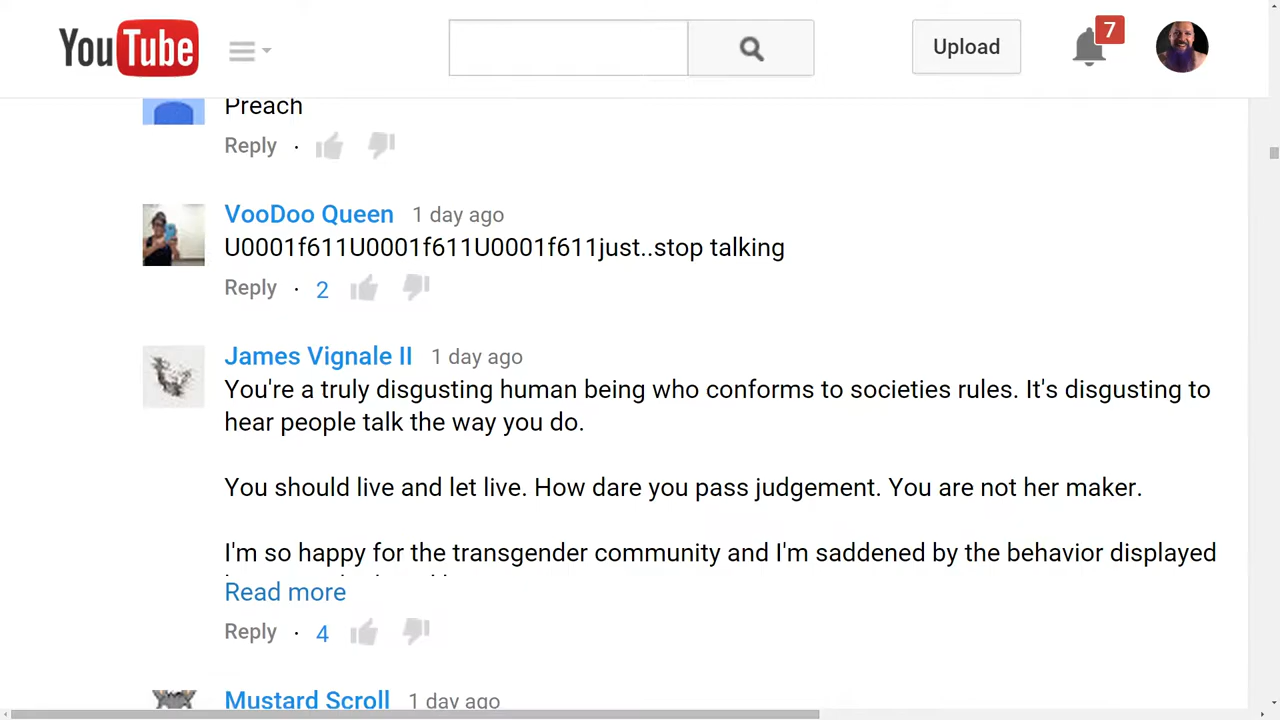 YouTube
Upload
7
Preach
Reply ·
VooDoo Queen 1 day ago
U0001f611U0001f611U0001f611just..stop talking
Reply · 2
James Vignale II 1 day ago
You're a truly disgusting human being who conforms to societies rules. It's disgusting to
hear people talk the way you do.
You should live and let live. How dare you pass judgement. You are not her maker.
I'm so happy for the transgender community and I'm saddened by the behavior displayed
Read more
Reply · 4
Mustard Scroll 1 day ago